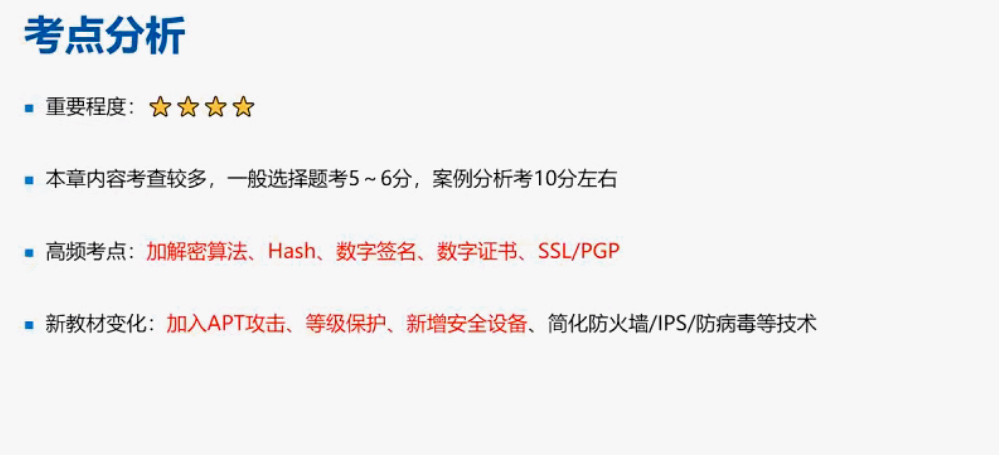 考点分析
重要程度：
本章内容考查较多，一般选择题考5～6分，案例分析考10分左右
高频考点：加解密算法、Hash、数字签名、数字证书、SSL/PGP
新教材变化：加入APT攻击、等级保护、新增安全设备、简化防火墙/IPS/防病毒等技术